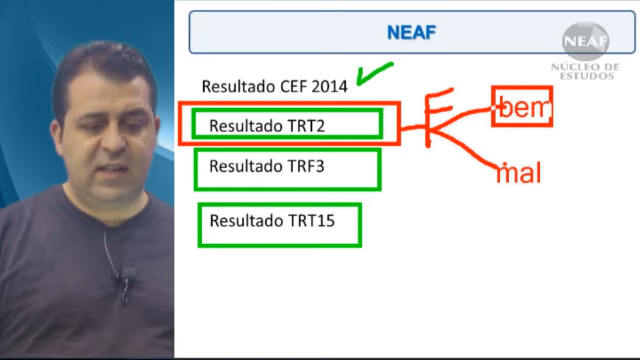 NEAF
NEAF
NÚCLEO DE
ESTUDOS
Resultado CEF 2014
Resultado TRT2
bem
Resultado TRF3
mal
Resultado TRT15